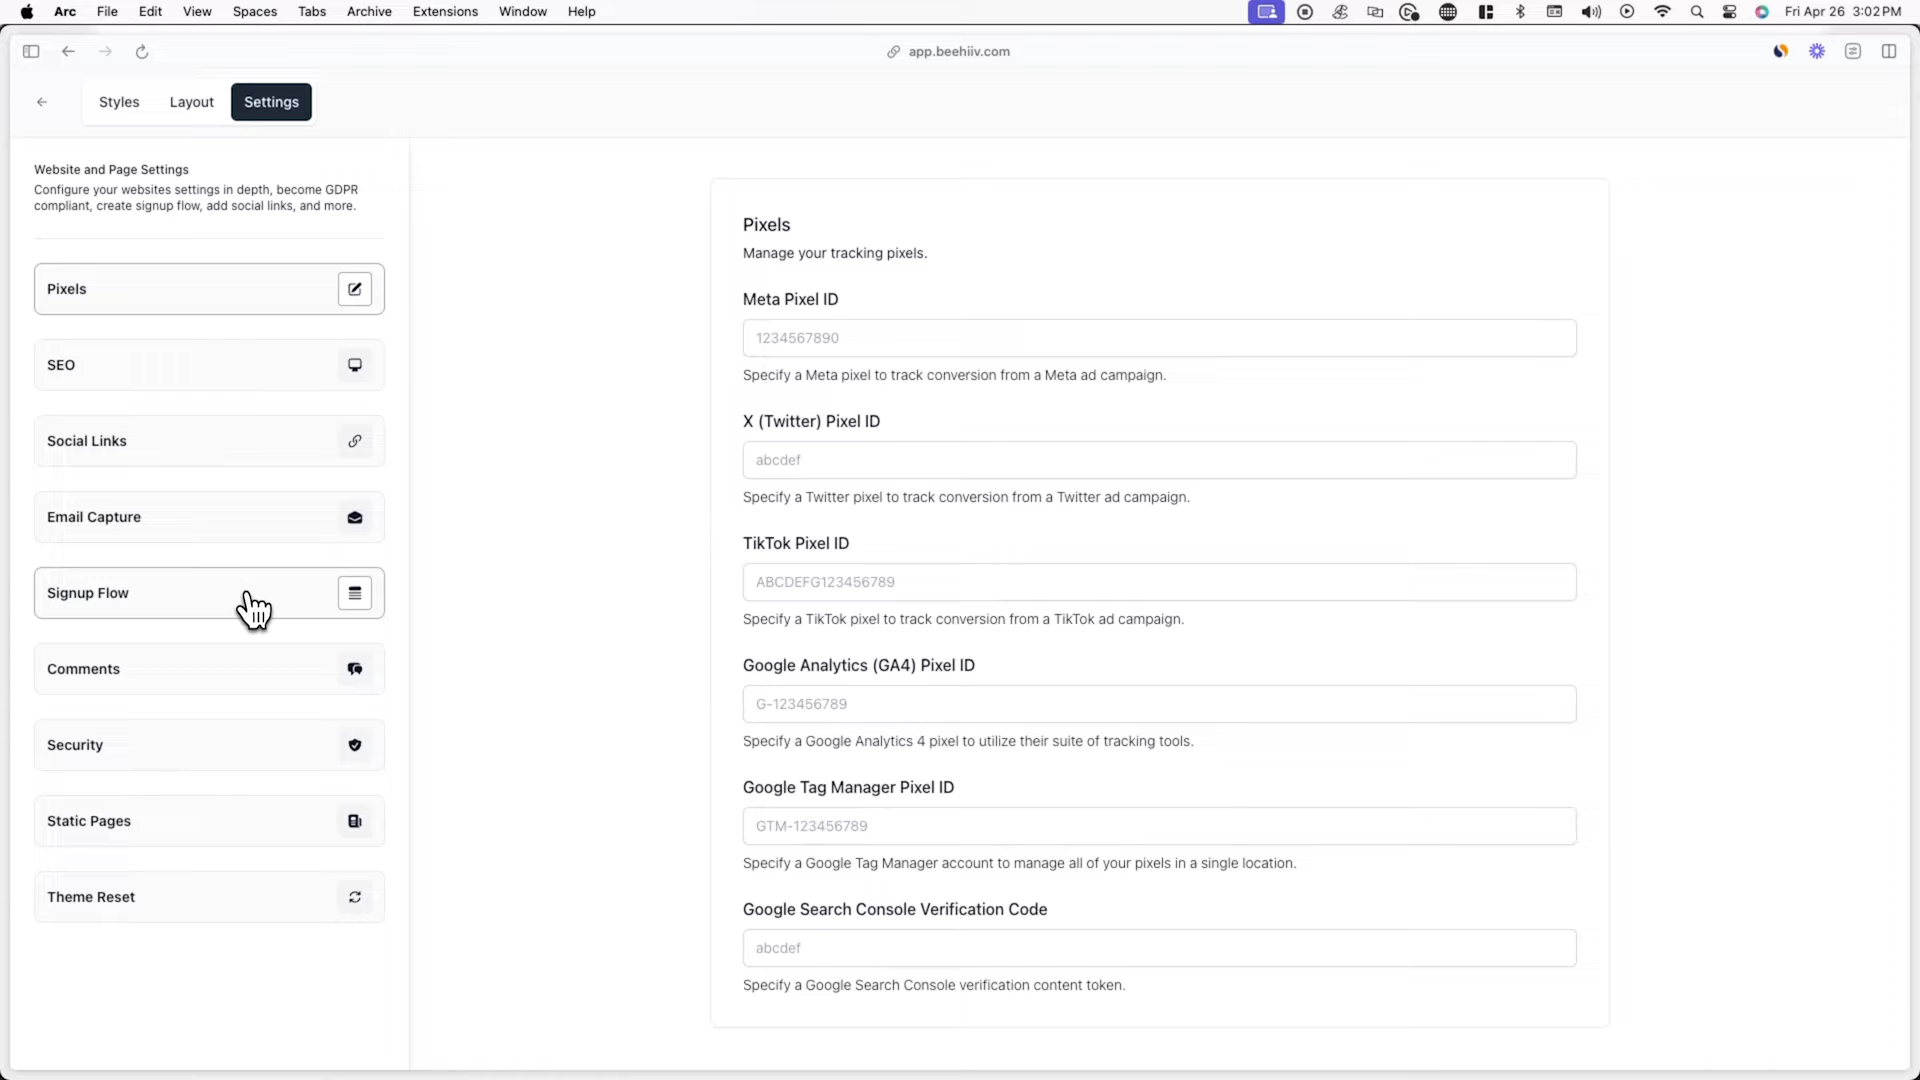 Arc File Edit View Spaces Tabs Archive Extensions Window Help Fri Apr 26 3:02 PM
app.beehiiv.com
Styles Layout Settings
Website and Page Settings
Configure your websites settings in depth, become GDPR
compliant, create signup flow, add social links, and more.
Pixels
SEO
Social Links
Email Capture
Signup Flow
Comments
Security
Static Pages
Theme Reset
Pixels
Manage your tracking pixels.
Meta Pixel ID
1234567890
Specify a Meta pixel to track conversion from a Meta ad campaign.
X (Twitter) Pixel ID
abcdef
Specify a Twitter pixel to track conversion from a Twitter ad campaign.
TikTok Pixel ID
ABCDEFG123456789
Specify a TikTok pixel to track conversion from a TikTok ad campaign.
Google Analytics (GA4) Pixel ID
G-123456789
Specify a Google Analytics 4 pixel to utilize their suite of tracking tools.
Google Tag Manager Pixel ID
GTM-123456789
Specify a Google Tag Manager account to manage all of your pixels in a single location.
Google Search Console Verification Code
abcdef
Specify a Google Search Console verification content token.